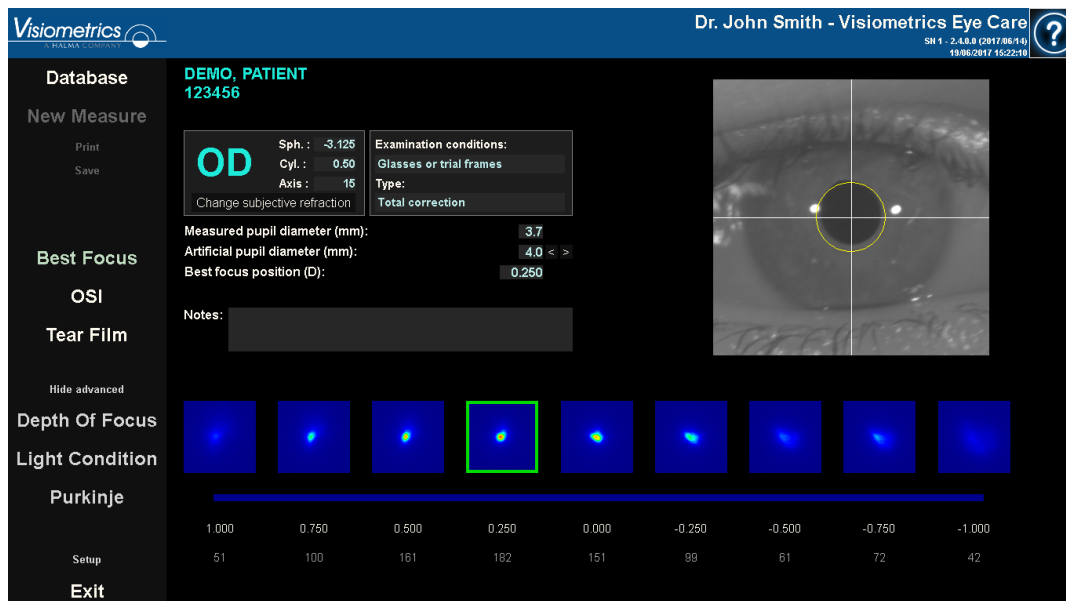 Visiometrics
A HALMA COMPANY
Dr. John Smith - Visiometrics Eye Care
SN 1 - 2.4.0.0 (2017/06/14)
19/06/2017 15:22:10
?
Database
New Measure
Print
Save
Best Focus
OSI
Tear Film
Hide advanced
Depth Of Focus
Light Condition
Purkinje
Setup
Exit
DEMO, PATIENT
123456
OD
Sph. : -3.125
Cyl. : 0.50
Axis : 15
Change subjective refraction
Examination conditions:
Glasses or trial frames
Type:
Total correction
Measured pupil diameter (mm): 3.7
Artificial pupil diameter (mm): 4.0 < >
Best focus position (D): 0.250
Notes:
1.000 0.750 0.500 0.250 0.000 -0.250 -0.500 -0.750 -1.000
51 100 161 182 151 99 61 72 42